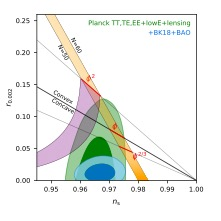 Planck TT,TE,EE+lowE+lensing
+BK18+BAO
N=50
N=60
ϕ²
Convex
Concave
ϕ
ϕ^2/3
r0.002
0.25
0.20
0.15
0.10
0.05
0.00
0.95
0.96
0.97
0.98
0.99
1.00
ns